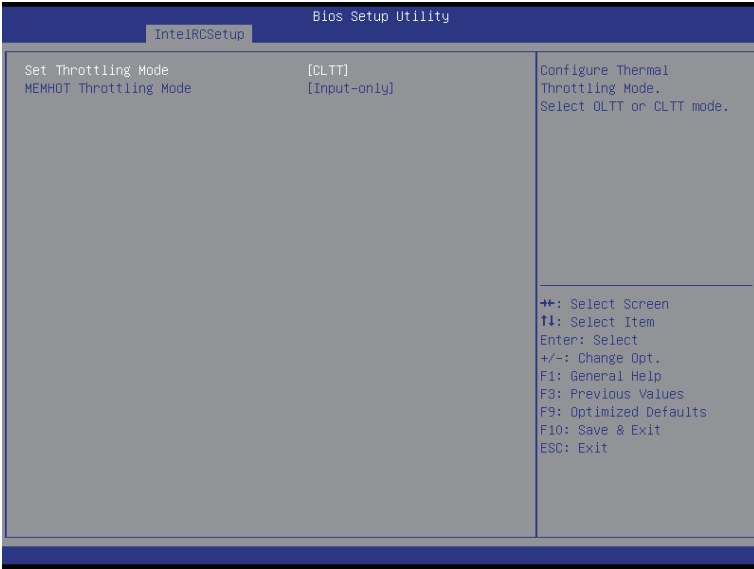 Bios Setup Utility
IntelRCSetup
Set Throttling Mode [CLTT]
MEMHOT Throttling Mode [Input-only]
Configure Thermal
Throttling Mode.
Select OLTT or CLTT mode.
→←: Select Screen
↑↓: Select Item
Enter: Select
+/-: Change Opt.
F1: General Help
F3: Previous Values
F9: Optimized Defaults
F10: Save & Exit
ESC: Exit